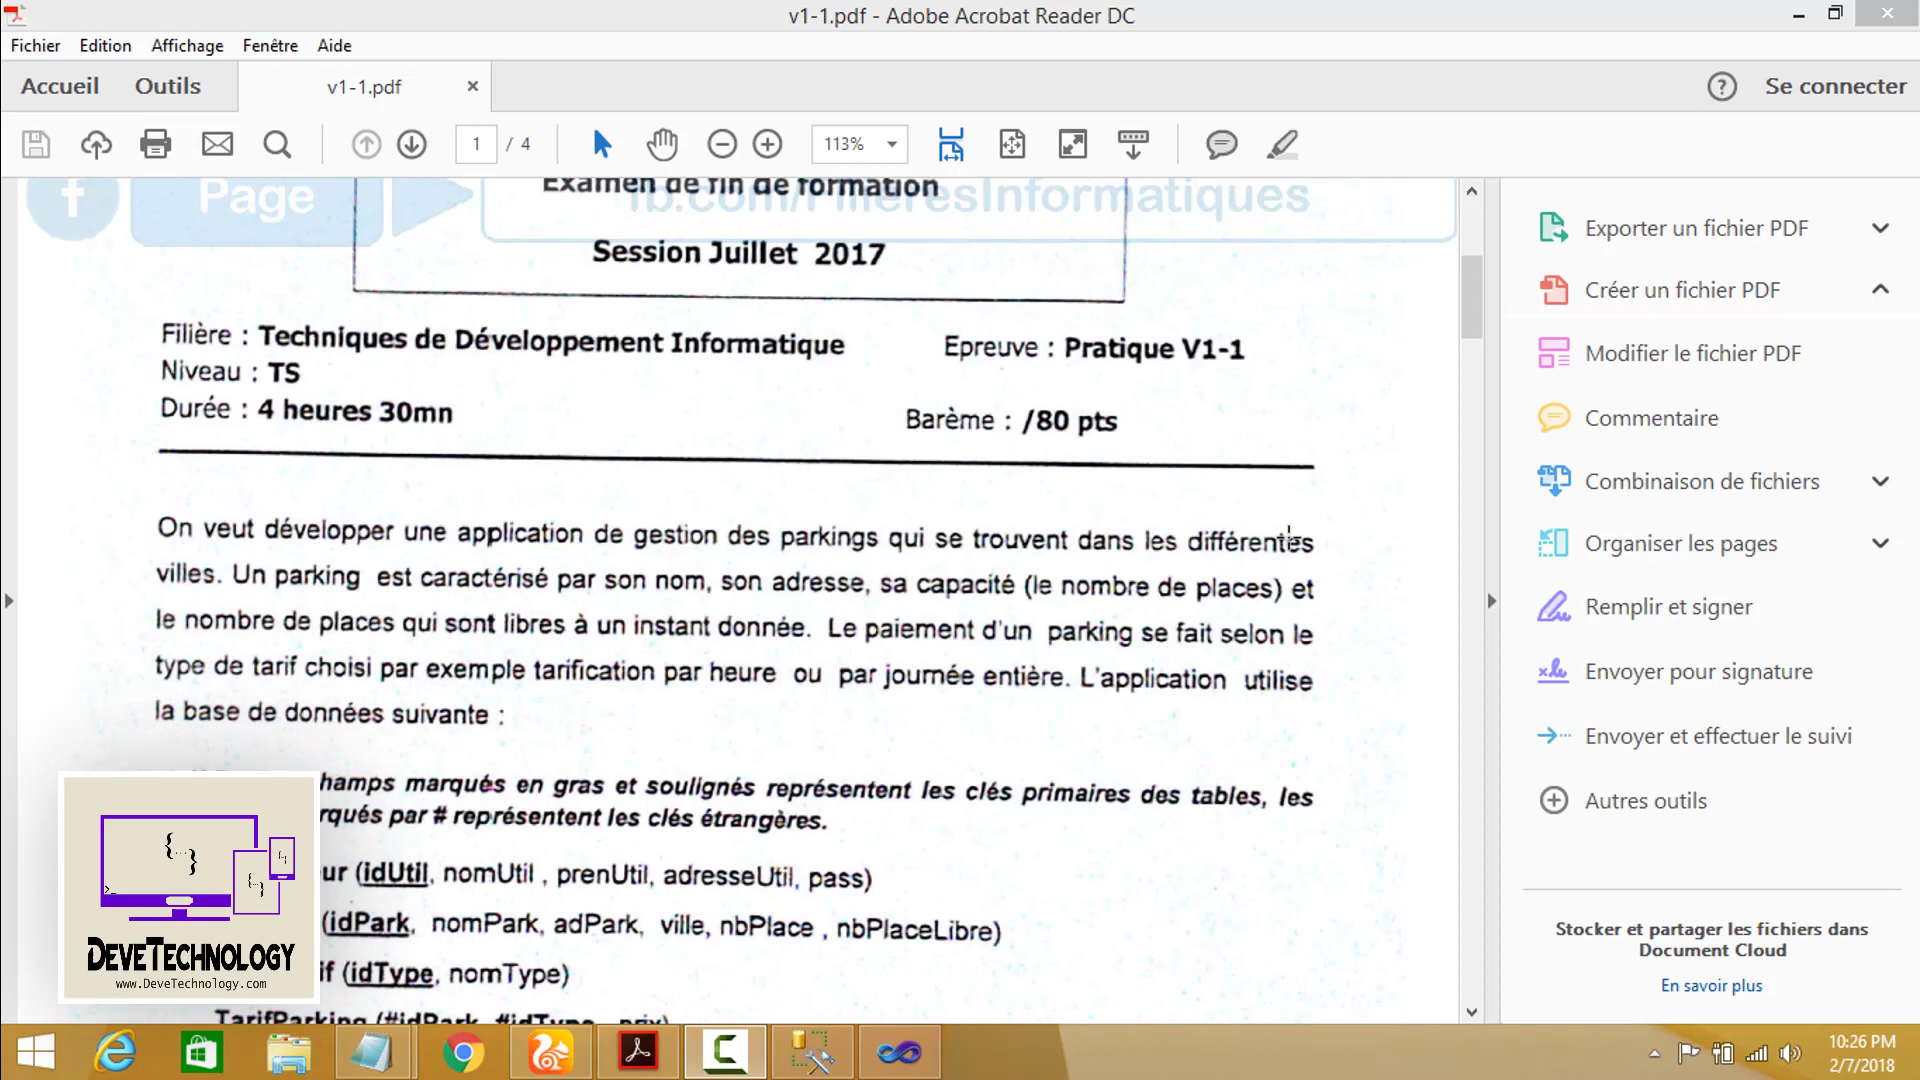 v1-1.pdf - Adobe Acrobat Reader DC
Fichier Edition Affichage Fenêtre Aide
Accueil Outils v1-1.pdf × ? Se connecter
1 / 4 113%
Page fb.com/FilieresInformatiques
Examen de fin de formation
Session Juillet 2017
Filière : Techniques de Développement Informatique Epreuve : Pratique V1-1
Niveau : TS
Durée : 4 heures 30mn Barème : /80 pts
On veut développer une application de gestion des parkings qui se trouvent dans les différentes
villes. Un parking est caractérisé par son nom, son adresse, sa capacité (le nombre de places) et
le nombre de places qui sont libres à un instant donnée. Le paiement d'un parking se fait selon le
type de tarif choisi par exemple tarification par heure ou par journée entière. L'application utilise
la base de données suivante :
hamps marqués en gras et soulignés représentent les clés primaires des tables, les
rqués par # représentent les clés étrangères.
ur (idUtil, nomUtil , prenUtil, adresseUtil, pass)
(idPark, nomPark, adPark, ville, nbPlace , nbPlaceLibre)
if (idType, nomType)
TarifParking (#idPark, #idType, prix)
{...}
{...}
{...}
>_
DEVETECHNOLOGY
www.DeveTechnology.com
Exporter un fichier PDF
Créer un fichier PDF
Modifier le fichier PDF
Commentaire
Combinaison de fichiers
Organiser les pages
Remplir et signer
Envoyer pour signature
Envoyer et effectuer le suivi
Autres outils
Stocker et partager les fichiers dans
Document Cloud
En savoir plus
10:26 PM
2/7/2018